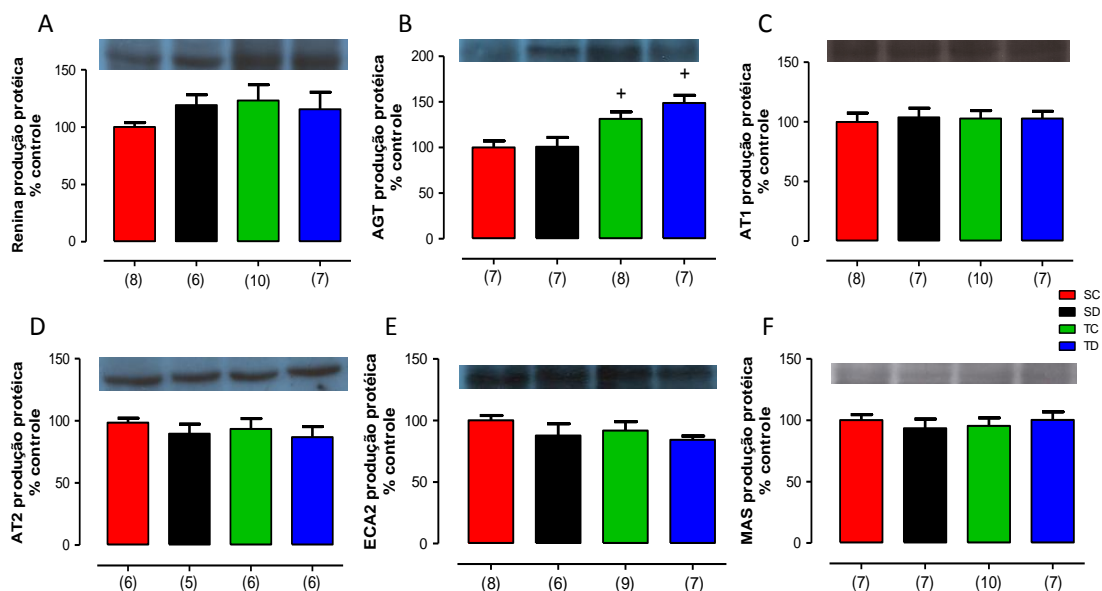 A
Renina produção protéica
% controle
150
100
50
0
(8) (6) (10) (7)
B
AGT produção protéica
% controle
200
150
100
50
0
+
+
(7) (7) (8) (7)
C
AT1 produção protéica
% controle
150
100
50
0
(8) (7) (10) (7)
SC
SD
TC
TD
D
AT2 produção protéica
% controle
150
100
50
0
(6) (5) (6) (6)
E
ECA2 produção protéica
% controle
150
100
50
0
(8) (6) (9) (7)
F
MAS produção protéica
% controle
150
100
50
0
(7) (7) (10) (7)